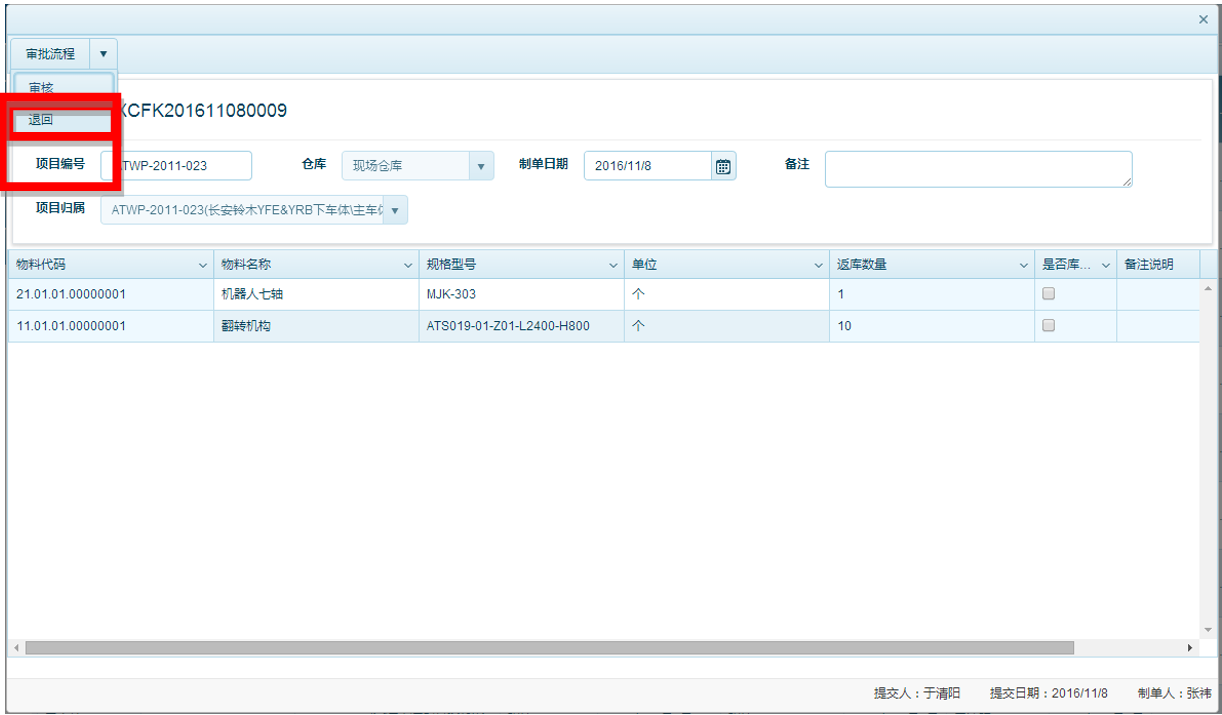 审批流程
审核
退回
XCFK201611080009
项目编号 ATWP-2011-023 仓库 现场仓库 制单日期 2016/11/8 备注
项目归属 ATWP-2011-023(长安铃木YFE&YRB下车体\主车体
物料代码 物料名称 规格型号 单位 返库数量 是否库... 备注说明
21.01.01.00000001 机器人七轴 MJK-303 个 1
11.01.01.00000001 翻转机构 ATS019-01-Z01-L2400-H800 个 10
提交人：于清阳 提交日期：2016/11/8 制单人：张祎